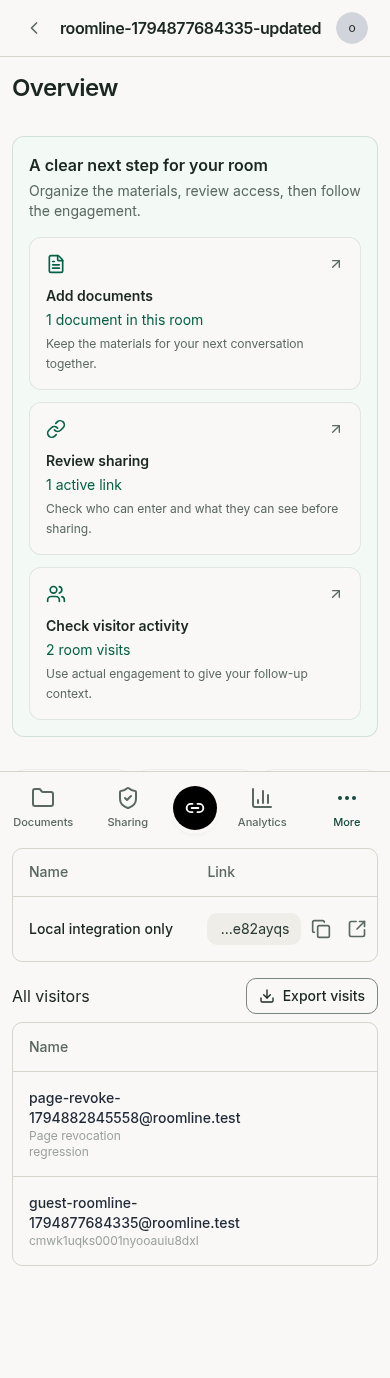 roomline-1794877684335-updated
o
Overview
A clear next step for your room
Organize the materials, review access, then follow
the engagement.
Add documents
1 document in this room
Keep the materials for your next conversation
together.
Review sharing
1 active link
Check who can enter and what they can see before
sharing.
Check visitor activity
2 room visits
Use actual engagement to give your follow-up
context.
Documents
Sharing
Analytics
More
Name Link
Local integration only ...e82ayqs
All visitors
Export visits
Name
page-revoke-
1794882845558@roomline.test
Page revocation
regression
guest-roomline-
1794877684335@roomline.test
cmwk1uqks0001nyooauiu8dxl